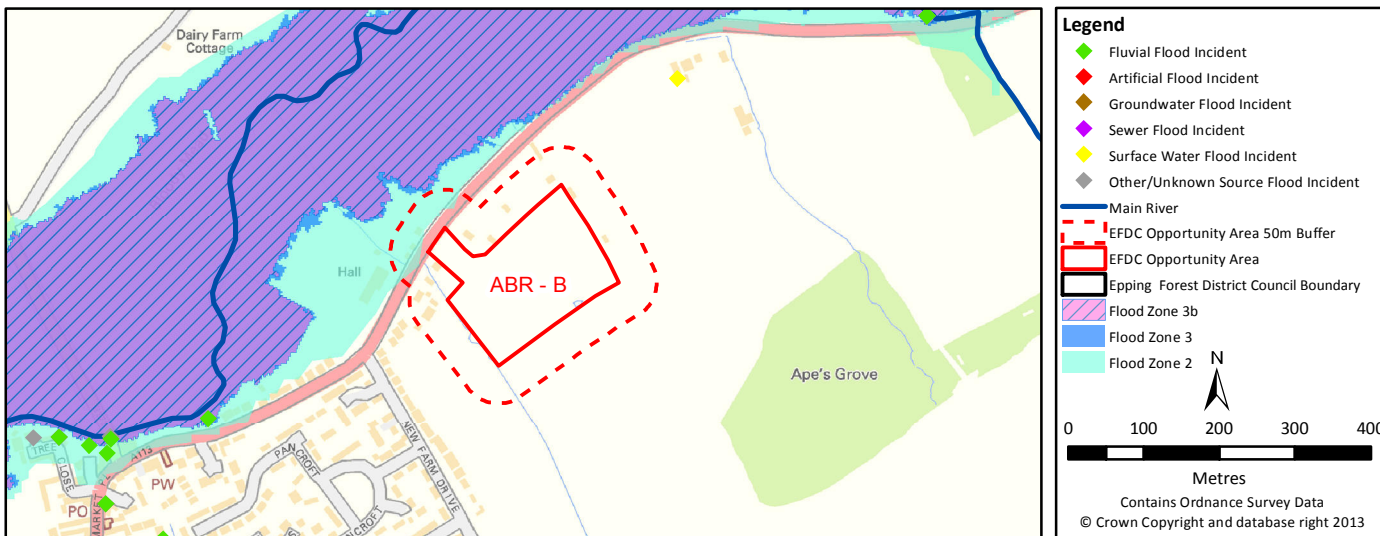 Dairy Farm
Cottage
Hall
ABR - B
Ape's Grove
TREE CLOSE
MARKET
A113
PW
PO
PANCROFT
NEW FARM DRIVE
Legend
Fluvial Flood Incident
Artificial Flood Incident
Groundwater Flood Incident
Sewer Flood Incident
Surface Water Flood Incident
Other/Unknown Source Flood Incident
Main River
EFDC Opportunity Area 50m Buffer
EFDC Opportunity Area
Epping Forest District Council Boundary
Flood Zone 3b
Flood Zone 3
Flood Zone 2
N
0 100 200 300 400
Metres
Contains Ordnance Survey Data
© Crown Copyright and database right 2013